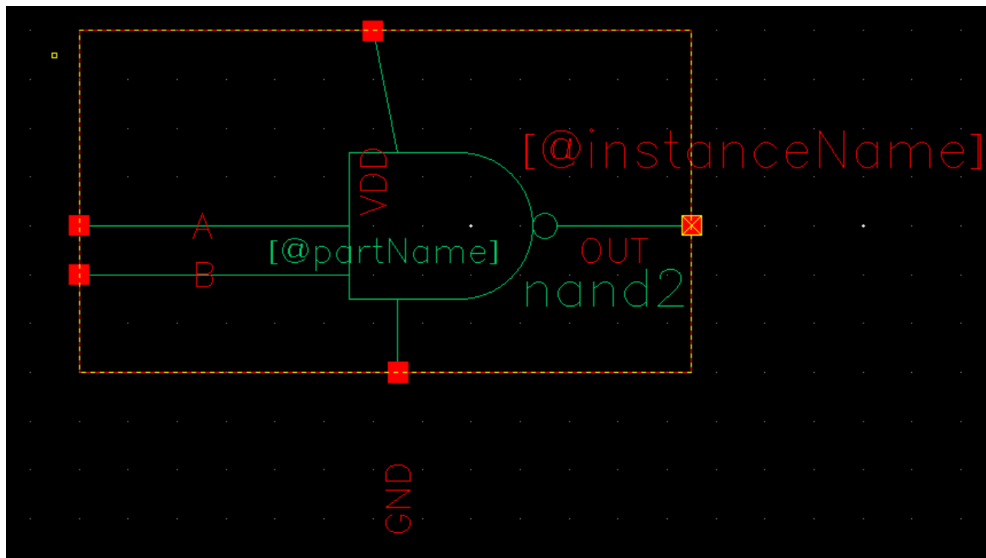 [@instanceName]
VDD
A
[@partName]
OUT
B
nand2
GND